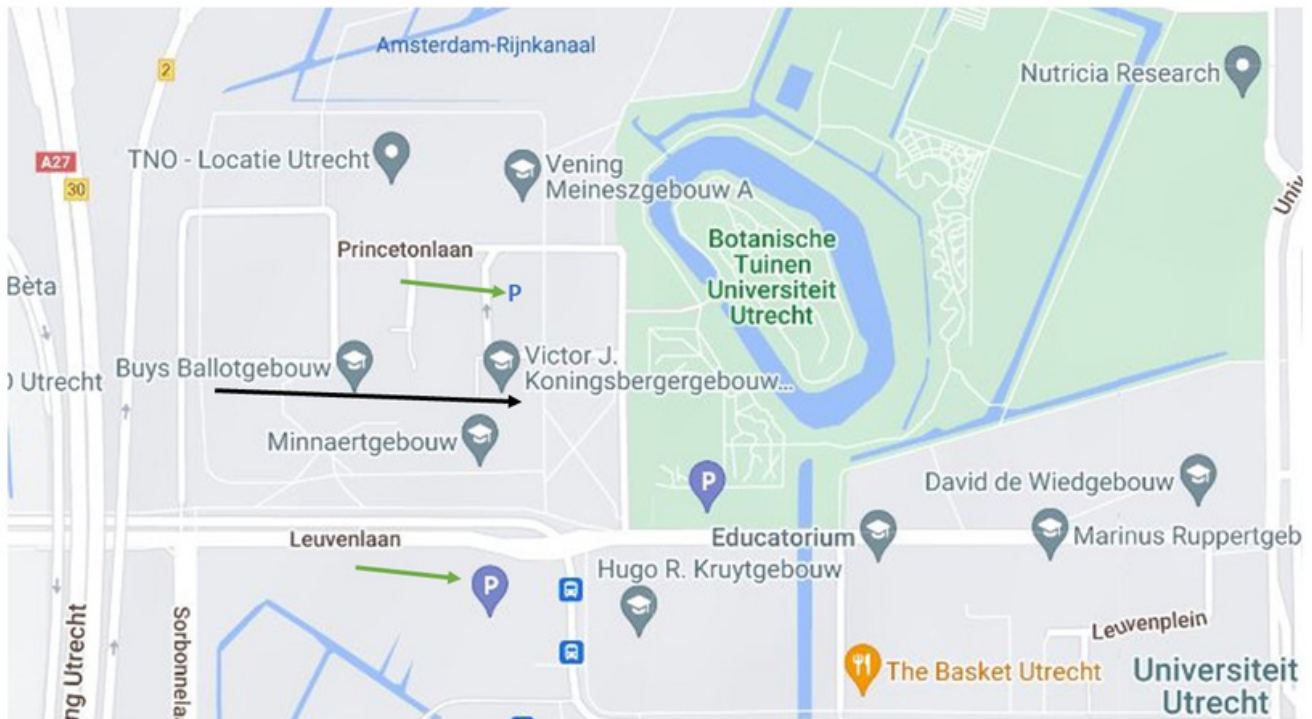 Amsterdam-Rijnkanaal
2
Nutricia Research
TNO - Locatie Utrecht
A27
Vening
Meineszgebouw A
30
Univ
Princetonlaan
Botanische
Tuinen
Universiteit
Utrecht
Bèta
P
Buys Ballotgebouw
Victor J.
Koningsbergergebouw...
Utrecht
Minnaertgebouw
P
David de Wiedgebouw
Leuvenlaan
Educatorium
Marinus Ruppertgeb
Hugo R. Kruytgebouw
P
Sorbonnela
ng Utrecht
Leuvenplein
The Basket Utrecht
Universiteit
Utrecht